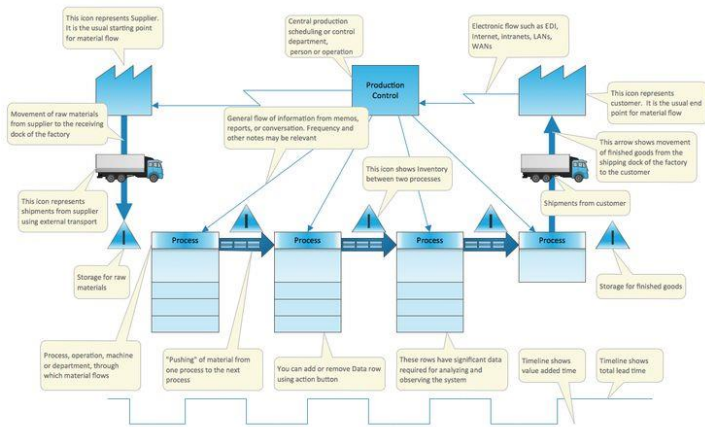 This icon represents Supplier.
It is the usual starting point
for material flow
Central production
scheduling or control
department,
person or operation
Electronic flow such as EDI,
Internet, Intranets, LANs,
WANs
Production
Control
This icon represents
customer. It is the usual end
point for material flow
Movement of raw materials
from supplier to the receiving
dock of the factory
General flow of information from memos,
reports, or conversation. Frequency and
other notes may be relevant
This arrow shows movement
of finished goods from the
shipping dock of the factory
to the customer
This icon represents
shipments from supplier
using external transport
This icon shows Inventory
between two processes
Shipments from customer
I
I
I
I
I
Process
Process
Process
Process
Storage for raw
materials
Storage for finished goods
Process, operation, machine
or department, through
which material flows
"Pushing" of material from
one process to the next
process
You can add or remove Data row
using action button
These rows have significant data
required for analyzing and
observing the system
Timeline shows
value added time
Timeline shows
total lead time